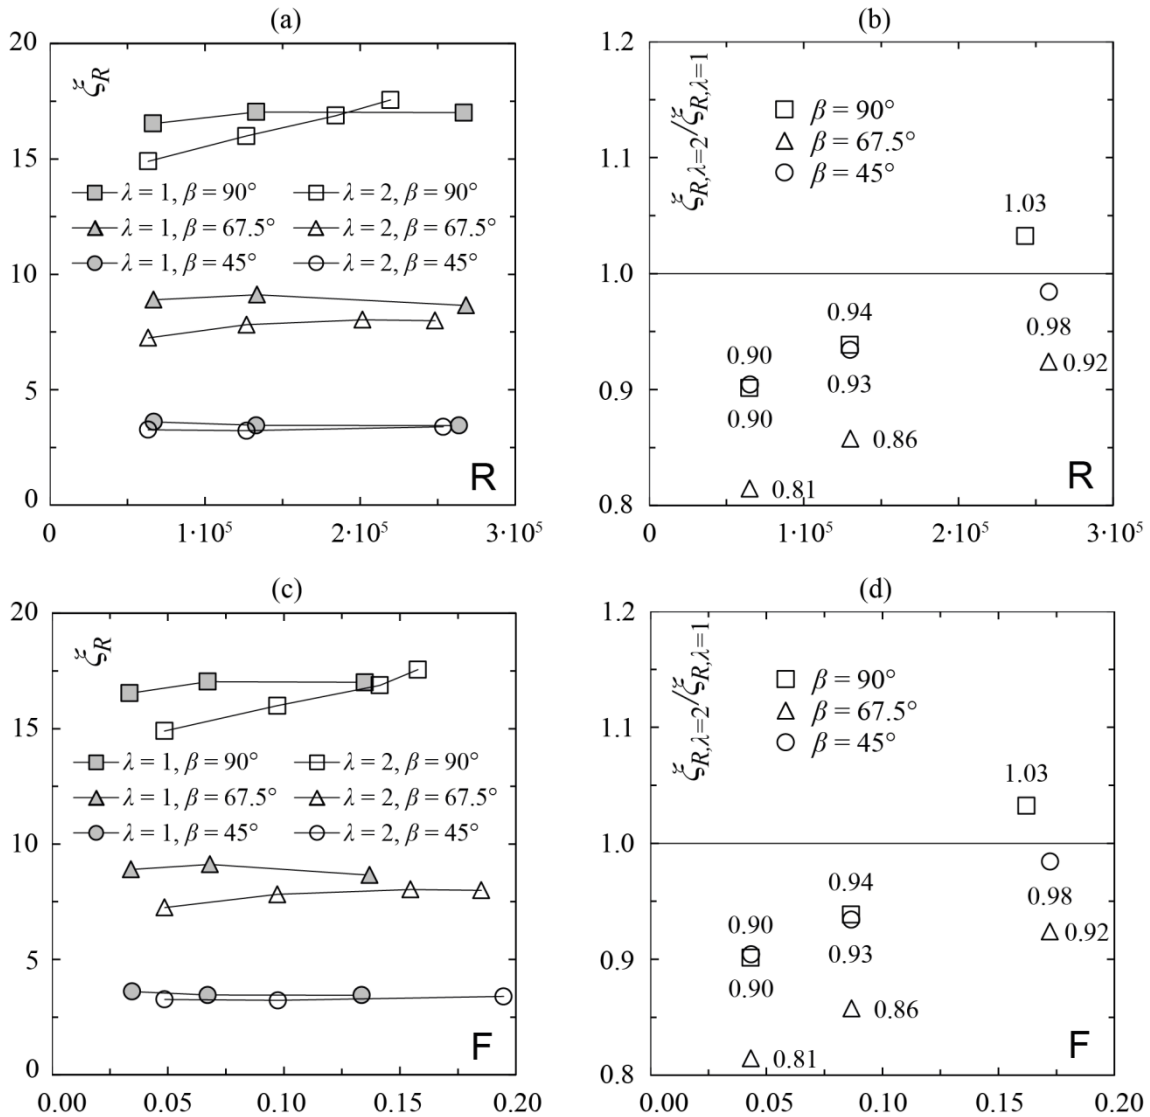 (a)
20
15
10
5
0
ξR
λ = 1, β = 90°
λ = 2, β = 90°
λ = 1, β = 67.5°
λ = 2, β = 67.5°
λ = 1, β = 45°
λ = 2, β = 45°
R
0
1·10⁵
2·10⁵
3·10⁵
(b)
1.2
1.1
1.0
0.9
0.8
ξR,λ=2/ξR,λ=1
β = 90°
β = 67.5°
β = 45°
1.03
0.94
0.98
0.90
0.93
0.92
0.90
0.86
0.81
R
0
1·10⁵
2·10⁵
3·10⁵
(c)
20
15
10
5
0
ξR
λ = 1, β = 90°
λ = 2, β = 90°
λ = 1, β = 67.5°
λ = 2, β = 67.5°
λ = 1, β = 45°
λ = 2, β = 45°
F
0.00
0.05
0.10
0.15
0.20
(d)
1.2
1.1
1.0
0.9
0.8
ξR,λ=2/ξR,λ=1
β = 90°
β = 67.5°
β = 45°
1.03
0.94
0.98
0.90
0.93
0.92
0.90
0.86
0.81
F
0.00
0.05
0.10
0.15
0.20